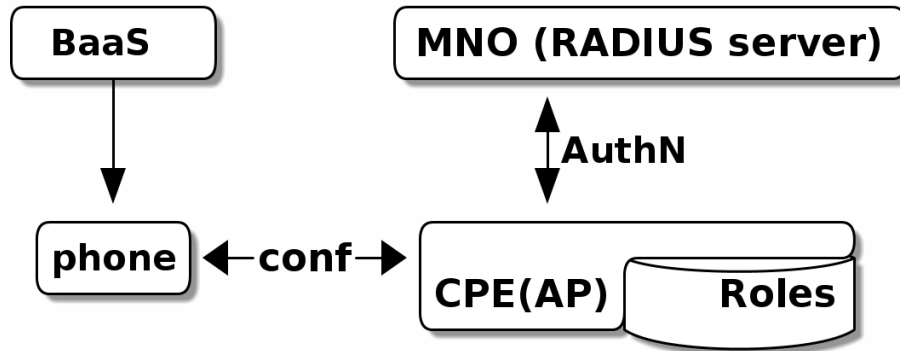 BaaS
MNO (RADIUS server)
AuthN
phone
conf
CPE(AP)
Roles